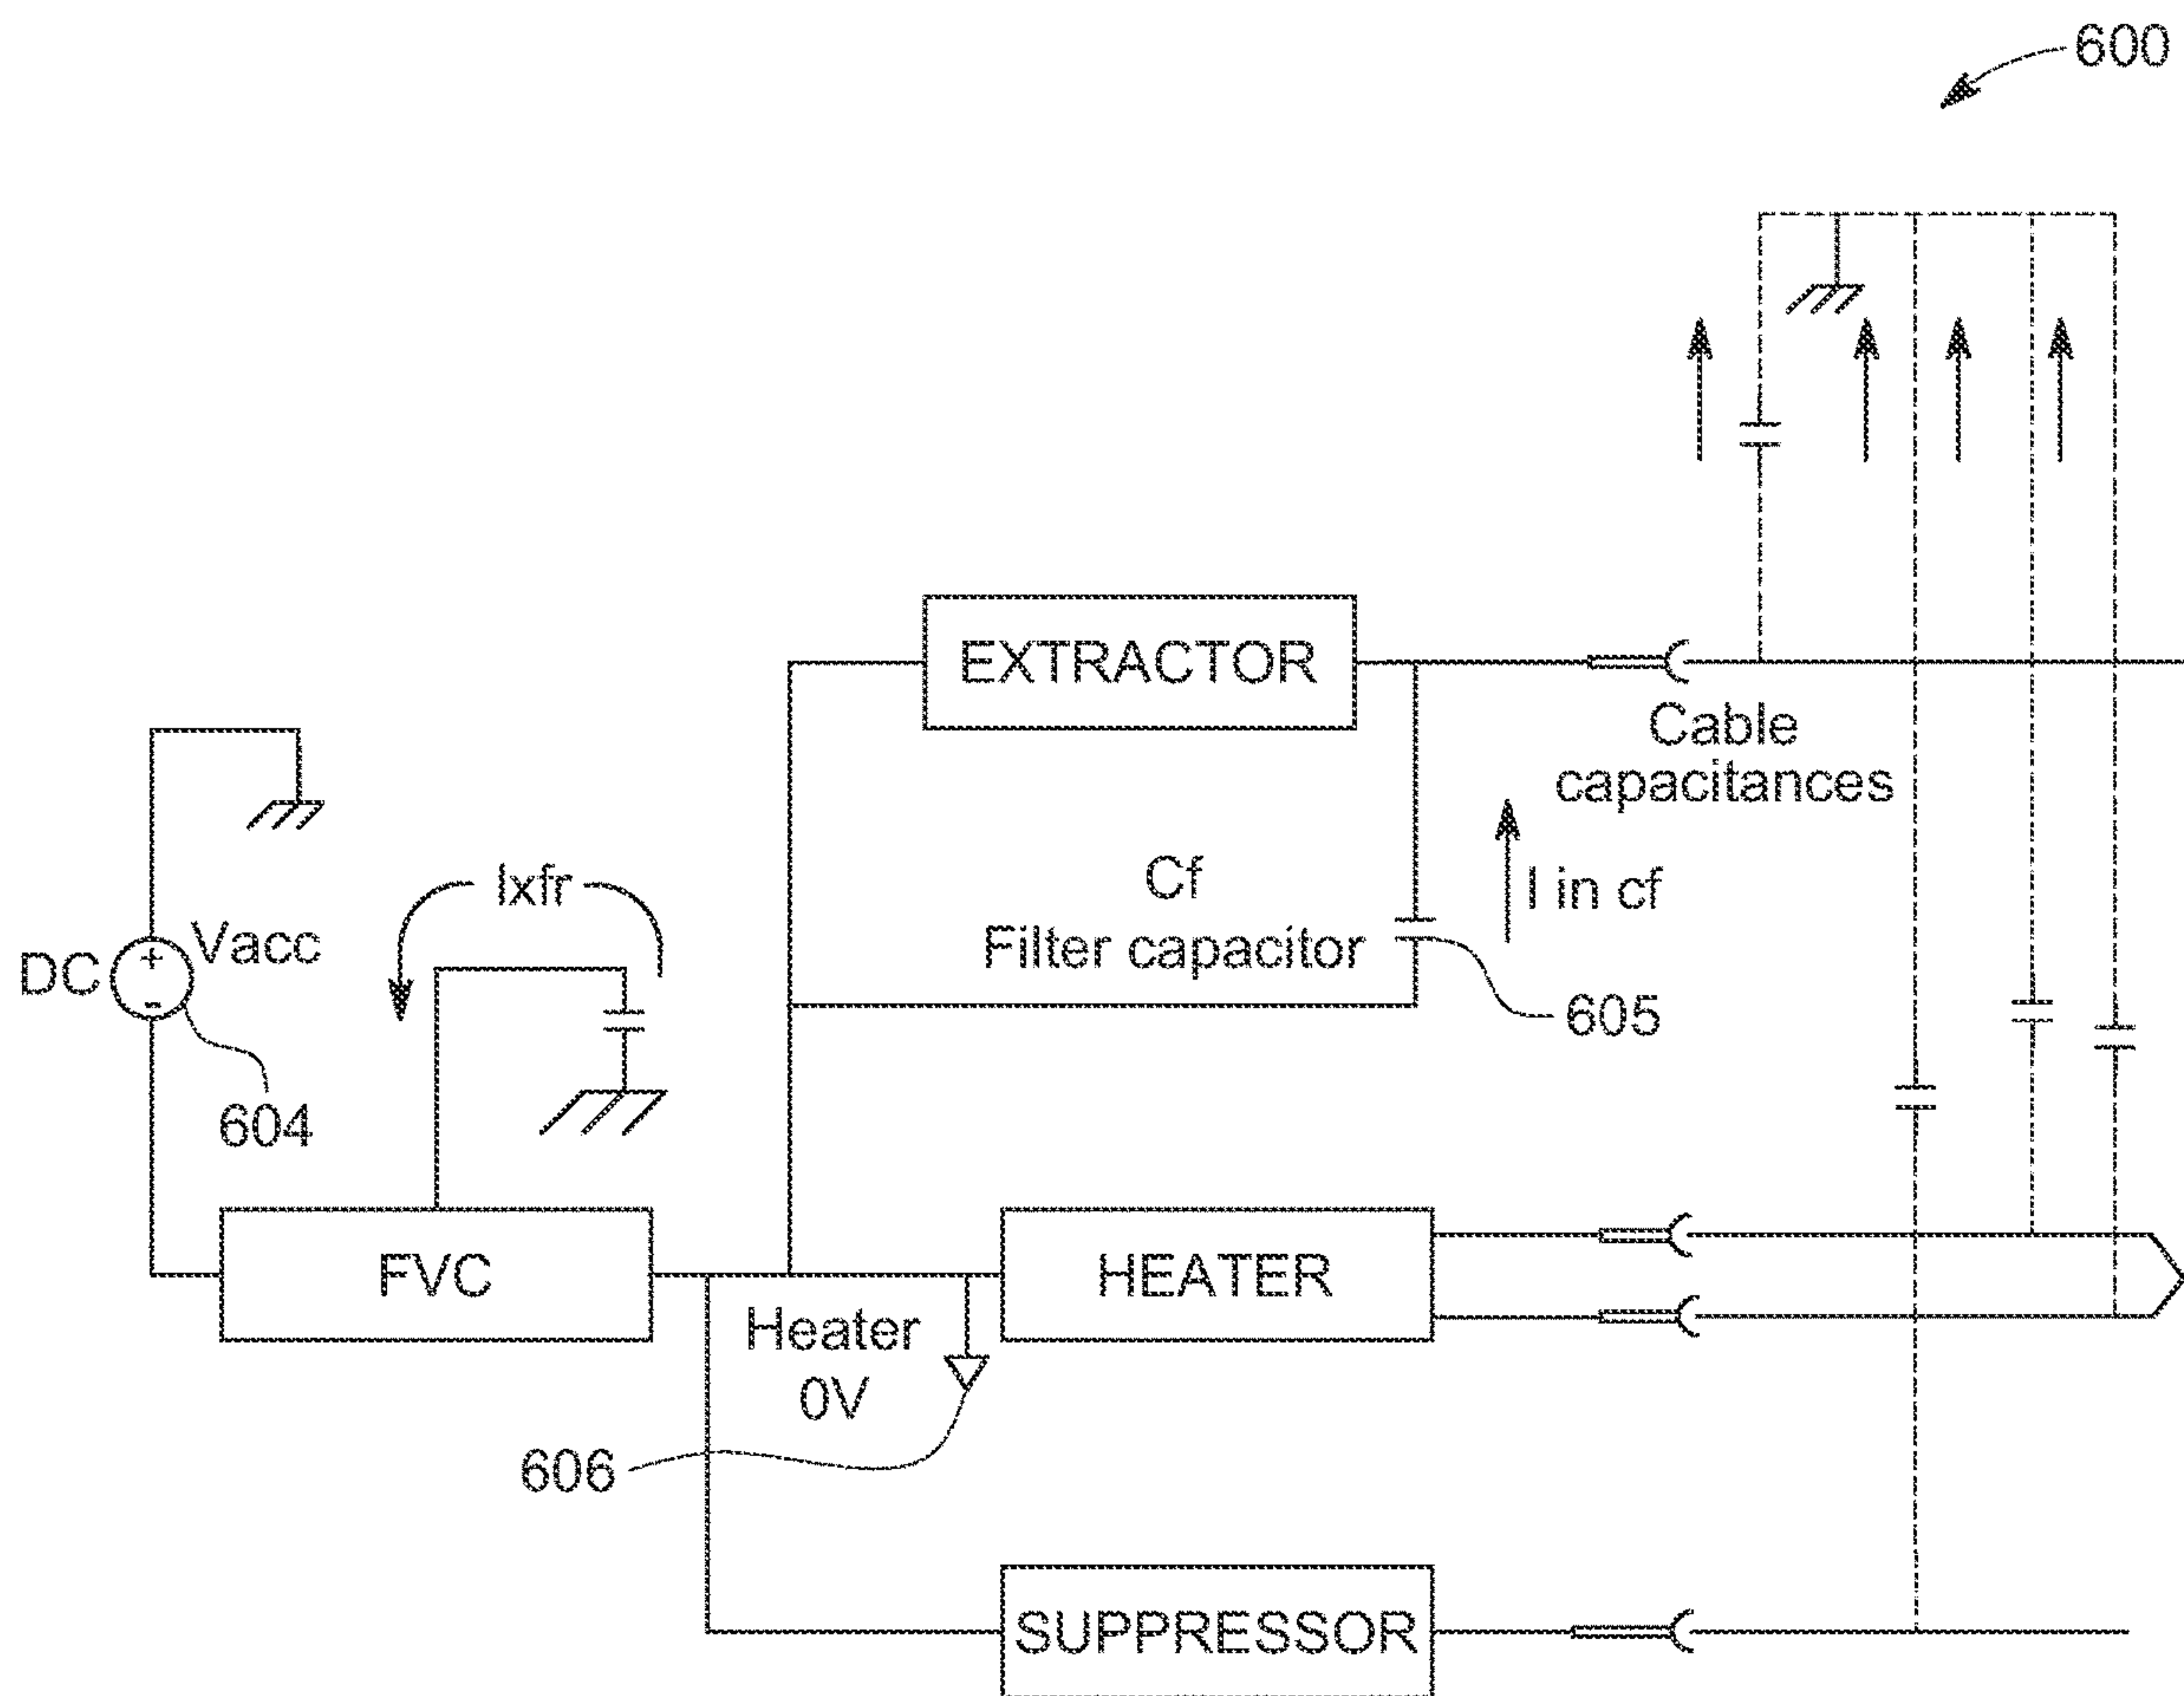 600
EXTRACTOR
Cable
capacitances
Ixfr
Cf
Filter capacitor
I in cf
DC
+
-
Vacc
605
604
FVC
HEATER
Heater
0V
606
SUPPRESSOR